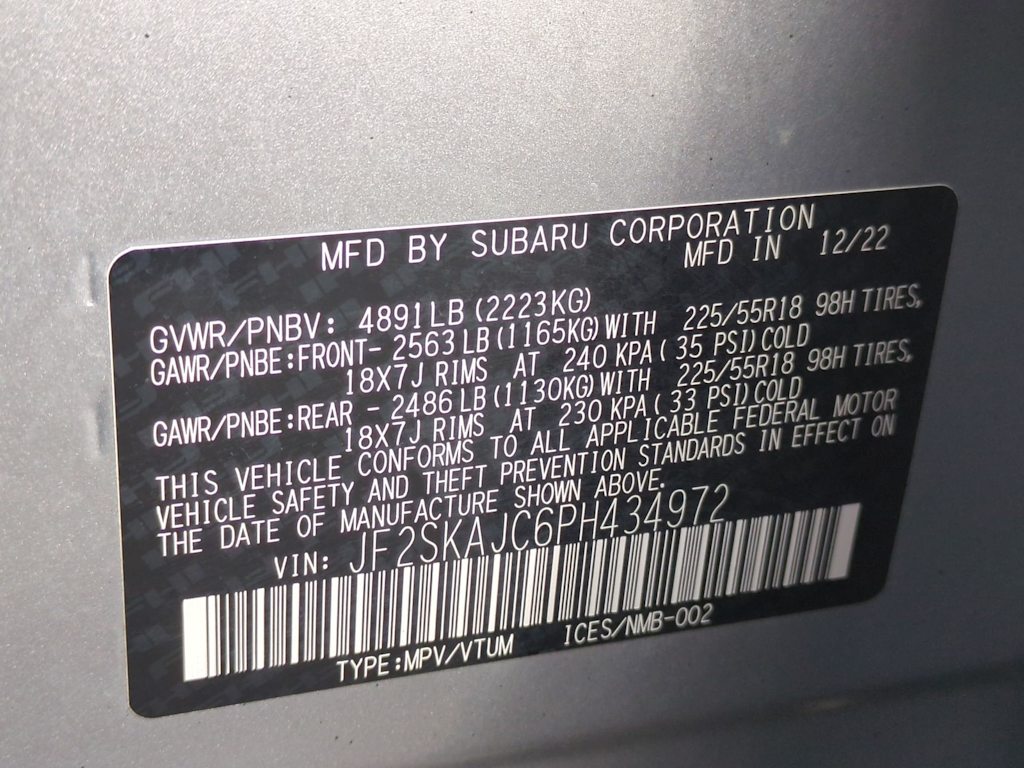 MFD BY SUBARU CORPORATION
MFD IN 12/22
GVWR/PNBV: 4891LB (2223KG)
GAWR/PNBE:FRONT- 2563 LB (1165KG) WITH 225/55R18 98H TIRES,
18X7J RIMS AT 240 KPA ( 35 PSI) COLD
GAWR/PNBE:REAR - 2486 LB (1130KG) WITH 225/55R18 98H TIRES,
18X7J RIMS AT 230 KPA ( 33 PSI) COLD
THIS VEHICLE CONFORMS TO ALL APPLICABLE FEDERAL MOTOR
VEHICLE SAFETY AND THEFT PREVENTION STANDARDS IN EFFECT ON
THE DATE OF MANUFACTURE SHOWN ABOVE.
VIN: JF2SKAJC6PH434972
TYPE:MPV/VTUM ICES/NMB-002